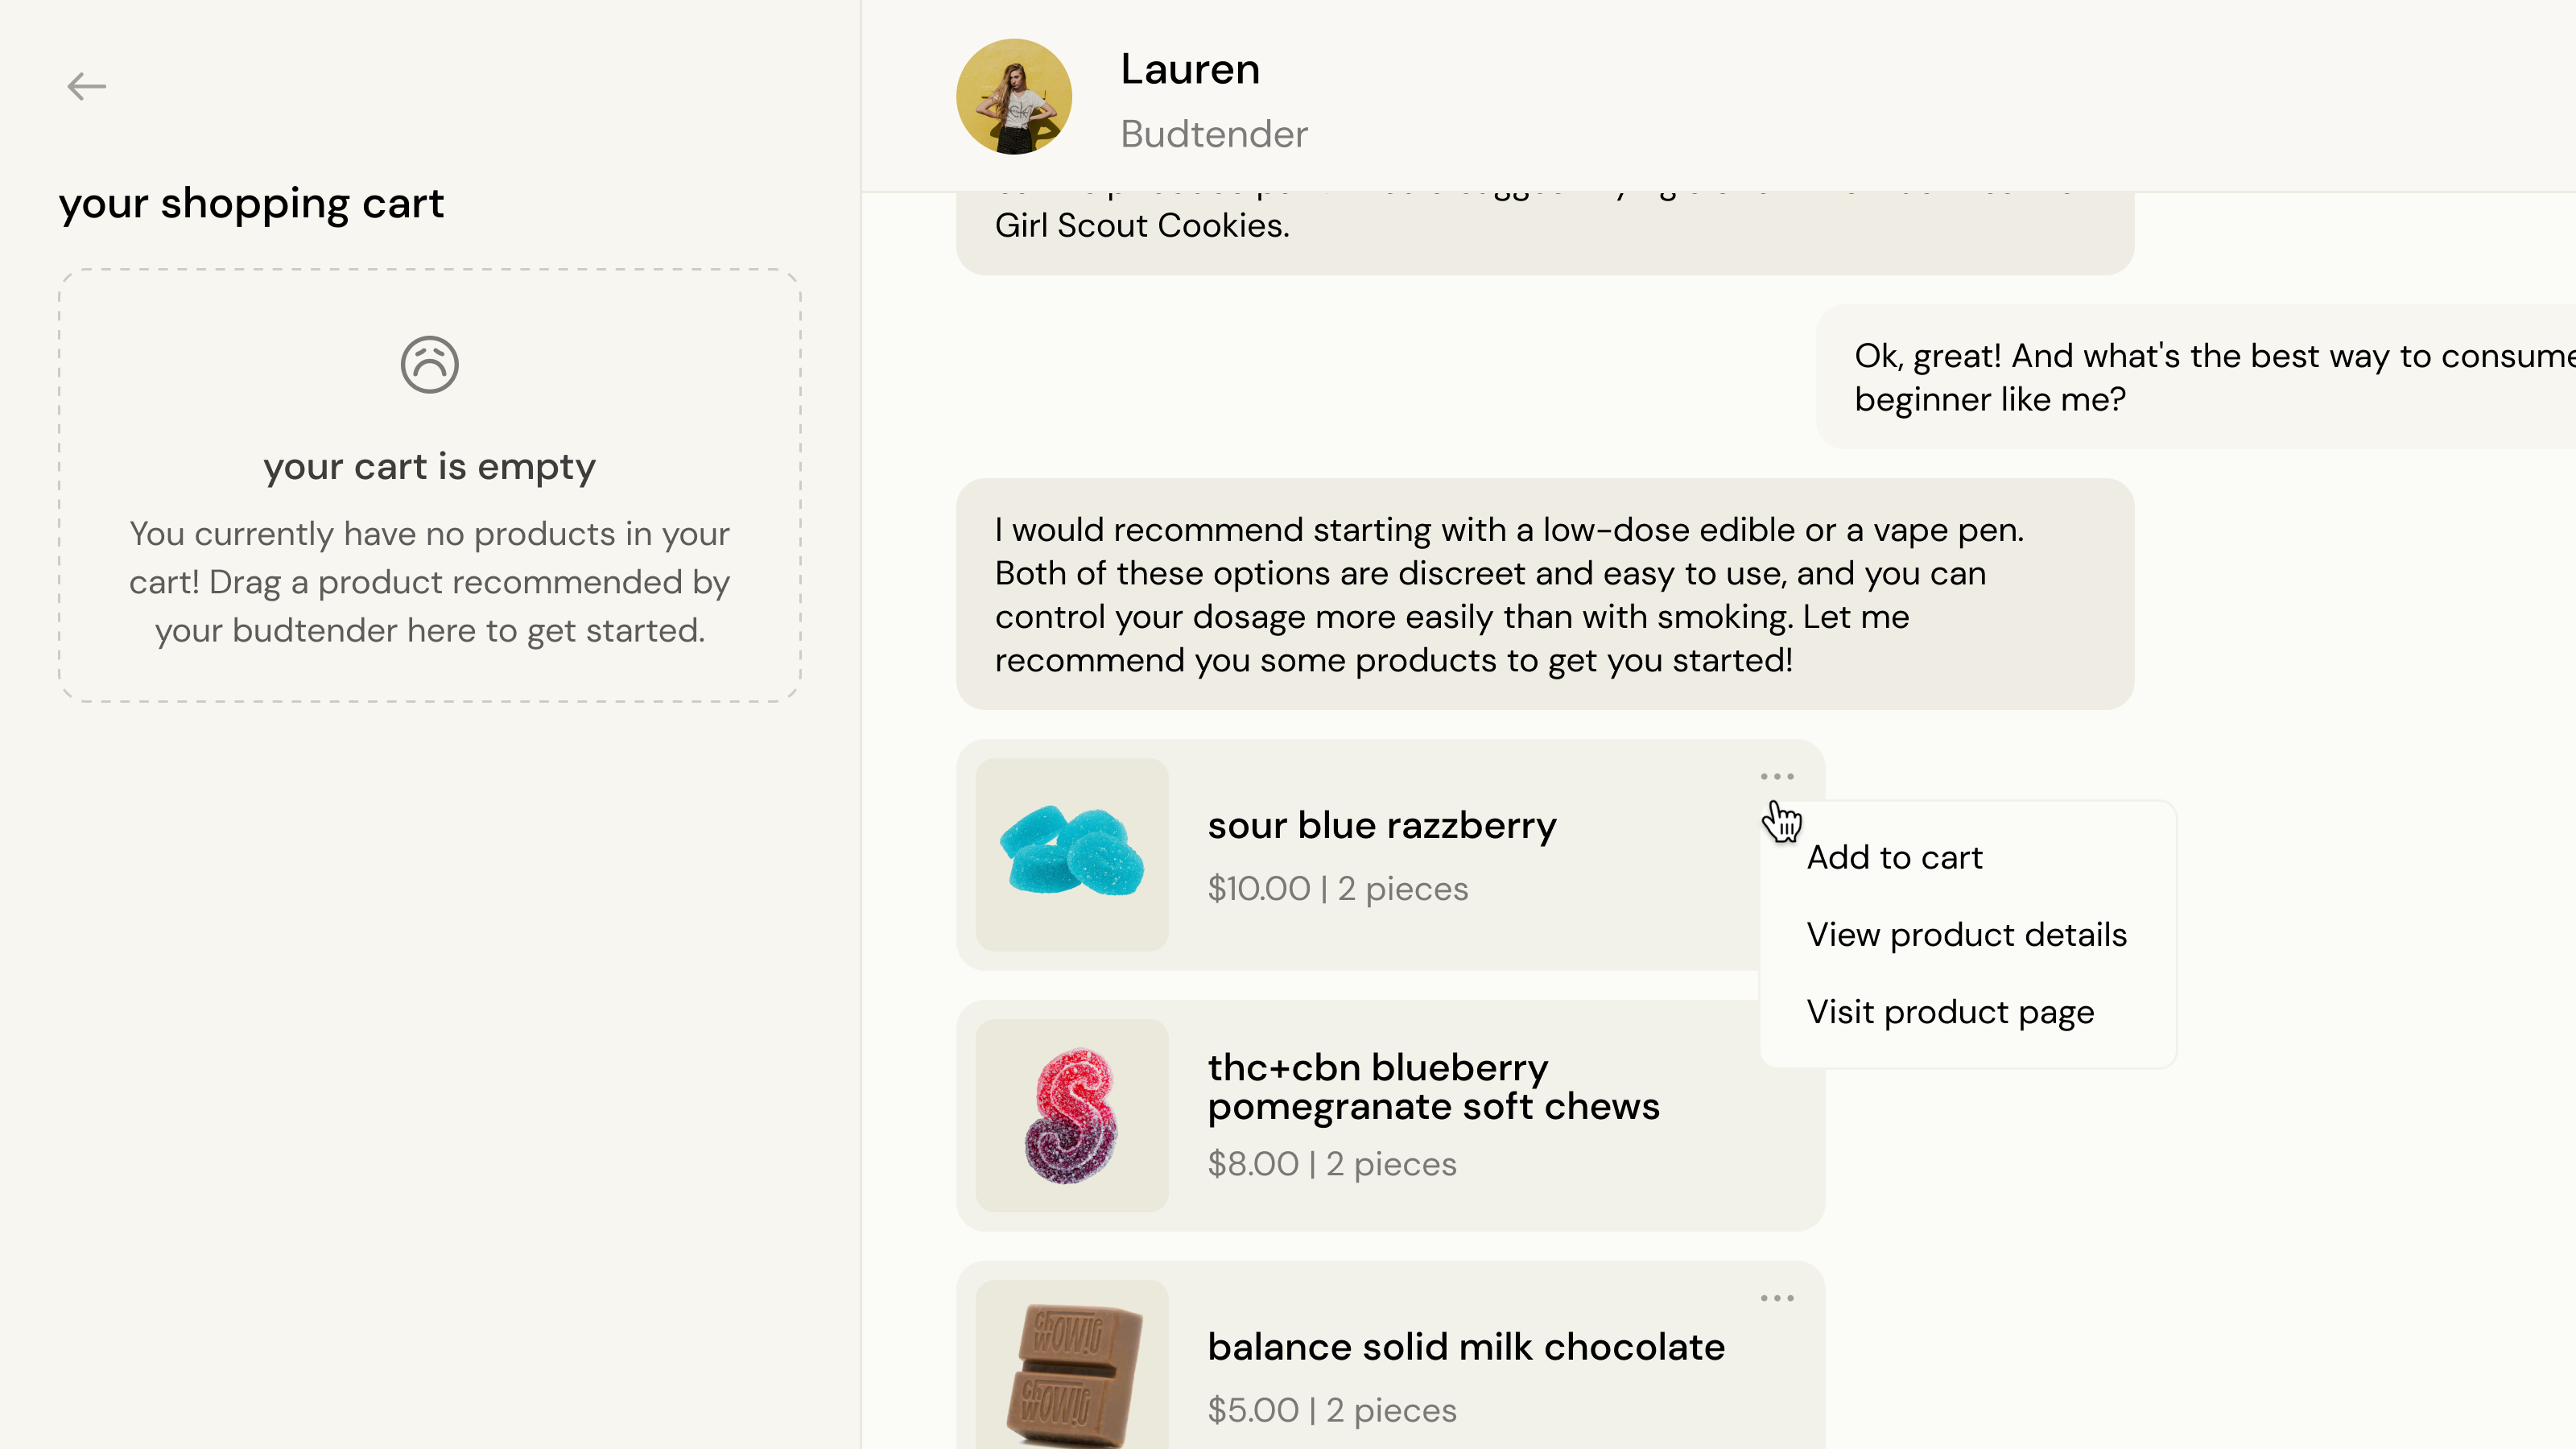 your shopping cart
your cart is empty
You currently have no products in your
cart! Drag a product recommended by
your budtender here to get started.
Lauren
Budtender
Girl Scout Cookies.
Ok, great! And what's the best way to consume
beginner like me?
I would recommend starting with a low-dose edible or a vape pen.
Both of these options are discreet and easy to use, and you can
control your dosage more easily than with smoking. Let me
recommend you some products to get you started!
sour blue razzberry
$10.00 | 2 pieces
Add to cart
View product details
Visit product page
thc+cbn blueberry
pomegranate soft chews
$8.00 | 2 pieces
balance solid milk chocolate
$5.00 | 2 pieces